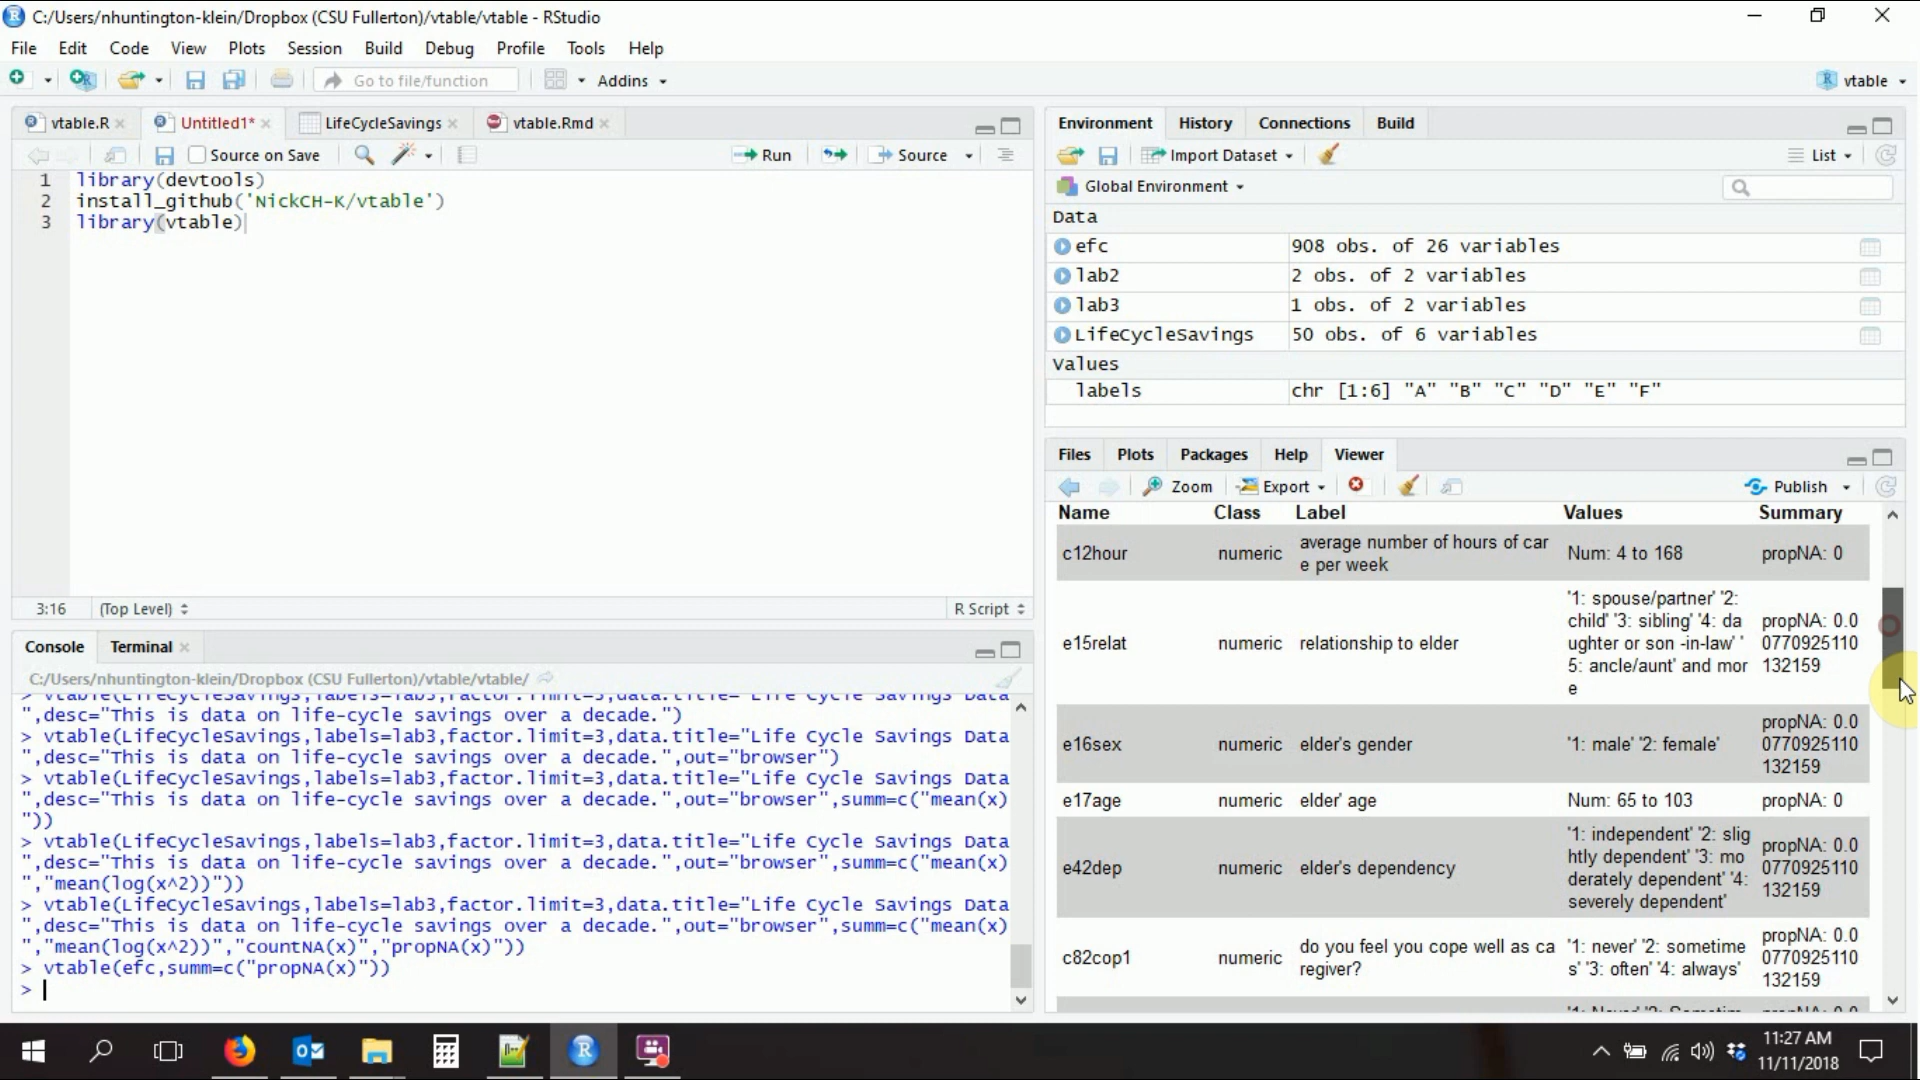 C:/Users/nhuntington-klein/Dropbox (CSU Fullerton)/vtable/vtable - RStudio
File Edit Code View Plots Session Build Debug Profile Tools Help
Go to file/function Addins vtable
vtable.R Untitled1* LifeCycleSavings vtable.Rmd
Source on Save Run Source
1 library(devtools)
2 install_github('NickCH-K/vtable')
3 library(vtable)
3:16 (Top Level) R Script
Console Terminal
C:/Users/nhuntington-klein/Dropbox (CSU Fullerton)/vtable/vtable/
> vtable(LifeCycleSavings,labels=lab3,factor.limit=3,data.title="Life Cycle Savings Data
",desc="This is data on life-cycle savings over a decade.")
> vtable(LifeCycleSavings,labels=lab3,factor.limit=3,data.title="Life Cycle Savings Data
",desc="This is data on life-cycle savings over a decade.",out="browser")
> vtable(LifeCycleSavings,labels=lab3,factor.limit=3,data.title="Life Cycle Savings Data
",desc="This is data on life-cycle savings over a decade.",out="browser",summ=c("mean(x)
"))
> vtable(LifeCycleSavings,labels=lab3,factor.limit=3,data.title="Life Cycle Savings Data
",desc="This is data on life-cycle savings over a decade.",out="browser",summ=c("mean(x)
","mean(log(x^2))"))
> vtable(LifeCycleSavings,labels=lab3,factor.limit=3,data.title="Life Cycle Savings Data
",desc="This is data on life-cycle savings over a decade.",out="browser",summ=c("mean(x)
","mean(log(x^2))","countNA(x)","propNA(x)"))
> vtable(efc,summ=c("propNA(x)"))
>
Environment History Connections Build
Import Dataset List
Global Environment
Data
efc 908 obs. of 26 variables
lab2 2 obs. of 2 variables
lab3 1 obs. of 2 variables
LifeCycleSavings 50 obs. of 6 variables
Values
labels chr [1:6] "A" "B" "C" "D" "E" "F"
Files Plots Packages Help Viewer
Zoom Export Publish
Name Class Label Values Summary
c12hour numeric average number of hours of car
e per week Num: 4 to 168 propNA: 0
e15relat numeric relationship to elder '1: spouse/partner' '2:
child' '3: sibling' '4: da
ughter or son -in-law' '
5: ancle/aunt' and mor
e propNA: 0.0
0770925110
132159
e16sex numeric elder's gender '1: male' '2: female' propNA: 0.0
0770925110
132159
e17age numeric elder' age Num: 65 to 103 propNA: 0
e42dep numeric elder's dependency '1: independent' '2: slig
htly dependent' '3: mo
derately dependent' '4:
severely dependent' propNA: 0.0
0770925110
132159
c82cop1 numeric do you feel you cope well as ca
regiver? '1: never' '2: sometime
s' '3: often' '4: always' propNA: 0.0
0770925110
132159
11:27 AM
11/11/2018